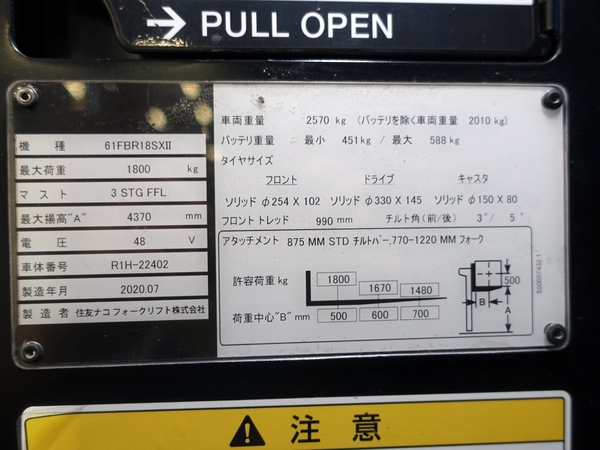 → PULL OPEN
機 種 61FBR18SXII
最大荷重 1800 kg
マ ス ト 3 STG FFL
最大揚高"A" 4370 mm
電 圧 48 V
車体番号 R1H-22402
製造年月 2020.07
製 造 者 住友ナコ フォークリフト株式会社
車両重量 2570 kg (バッテリを除く車両重量 2010 kg)
バッテリ重量 最小 451 kg / 最大 588 kg
タイヤサイズ
フロント ドライブ キャスタ
ソリッド φ254 X 102 ソリッド φ330 X 145 ソリッド φ150 X 80
フロント トレッド 990 mm チルト角 (前/後) 3°/ 5°
アタッチメント 875 MM STD チルトバー,770-1220 MM フォーク
許容荷重 kg 1800 1670 1480
荷重中心"B" mm 500 600 700
500
B
A
S00057432.1
注 意